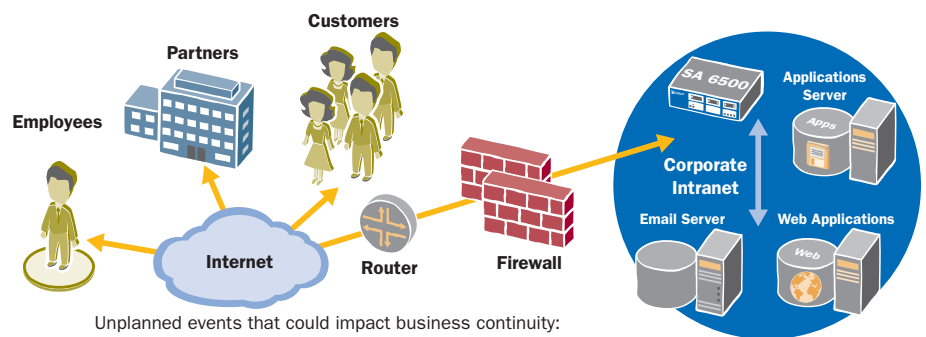 Customers
Partners
Employees
SA 6500
Applications
Server
Apps
Corporate
Intranet
Email Server
Web Applications
Web
Internet
Router
Firewall
Unplanned events that could impact business continuity: